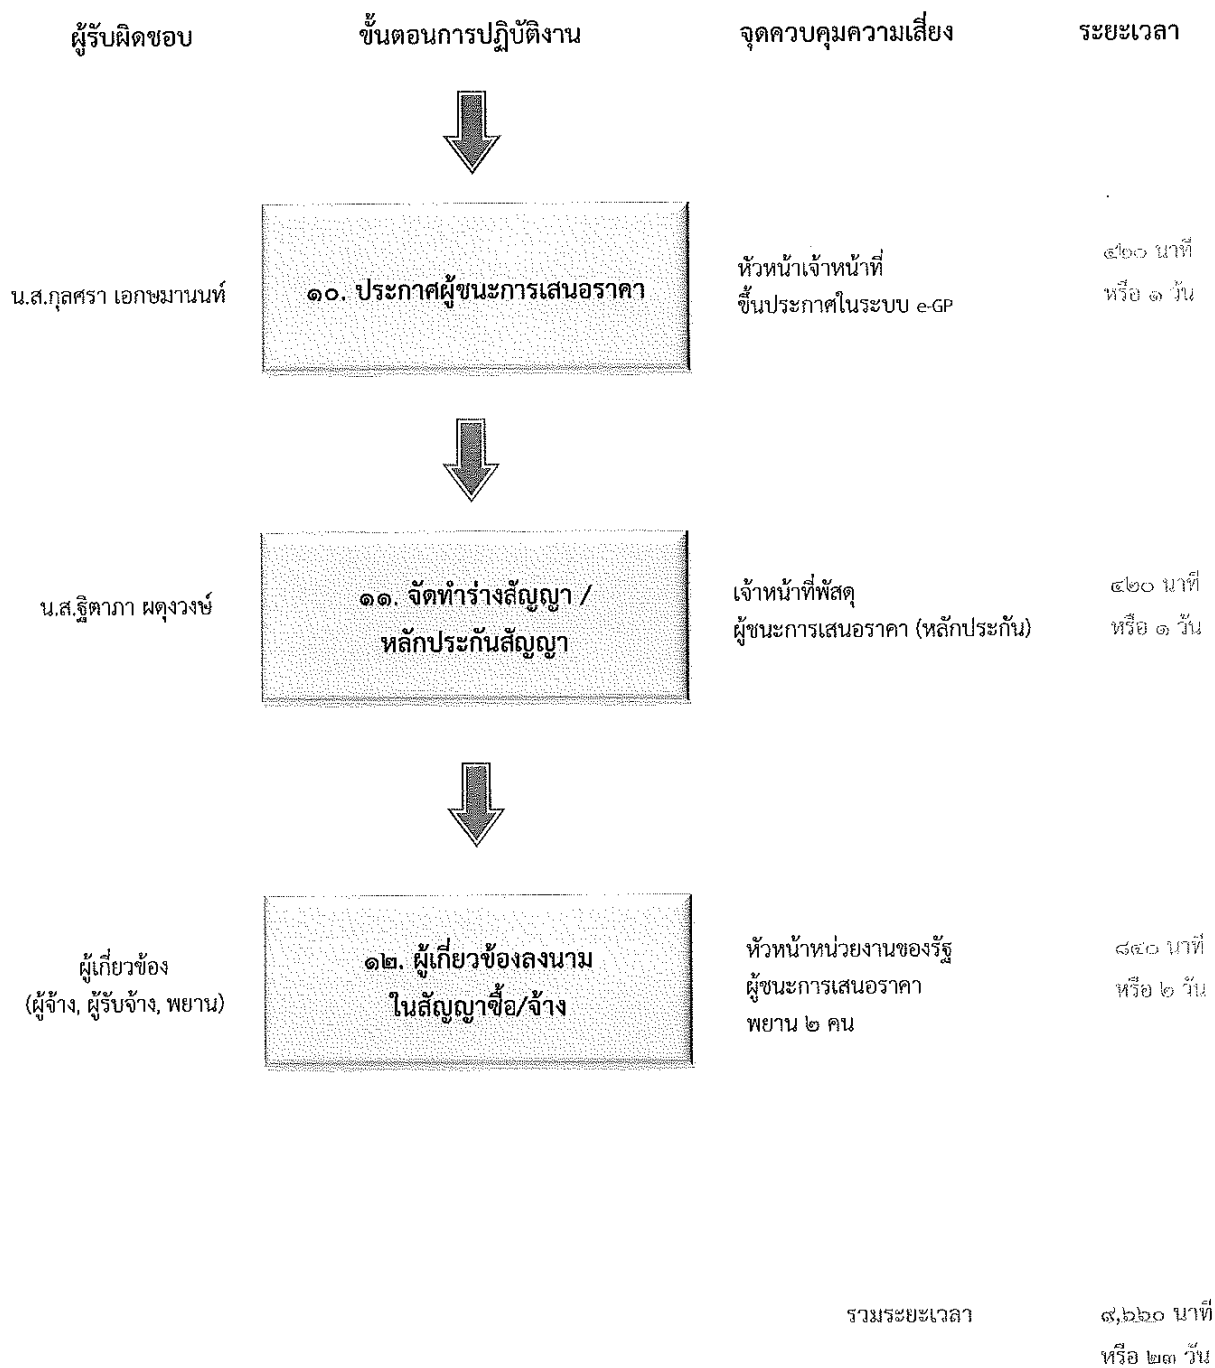 ผู้รับผิดชอบ ขั้นตอนการปฏิบัติงาน จุดควบคุมความเสี่ยง ระยะเวลา
น.ส.กุลศรา เอกษมานนท์
๑๐. ประกาศผู้ชนะการเสนอราคา
หัวหน้าเจ้าหน้าที่
ขึ้นประกาศในระบบ e-GP
๔๒๐ นาที
หรือ ๑ วัน
น.ส.ฐิตาภา ผดุงวงษ์
๑๑. จัดทำร่างสัญญา /
หลักประกันสัญญา
เจ้าหน้าที่พัสดุ
ผู้ชนะการเสนอราคา (หลักประกัน)
๔๒๐ นาที
หรือ ๑ วัน
ผู้เกี่ยวข้อง
(ผู้จ้าง, ผู้รับจ้าง, พยาน)
๑๒. ผู้เกี่ยวข้องลงนาม
ในสัญญาซื้อ/จ้าง
หัวหน้าหน่วยงานของรัฐ
ผู้ชนะการเสนอราคา
พยาน ๒ คน
๘๔๐ นาที
หรือ ๒ วัน
รวมระยะเวลา ๙,๖๖๐ นาที
หรือ ๒๓ วัน